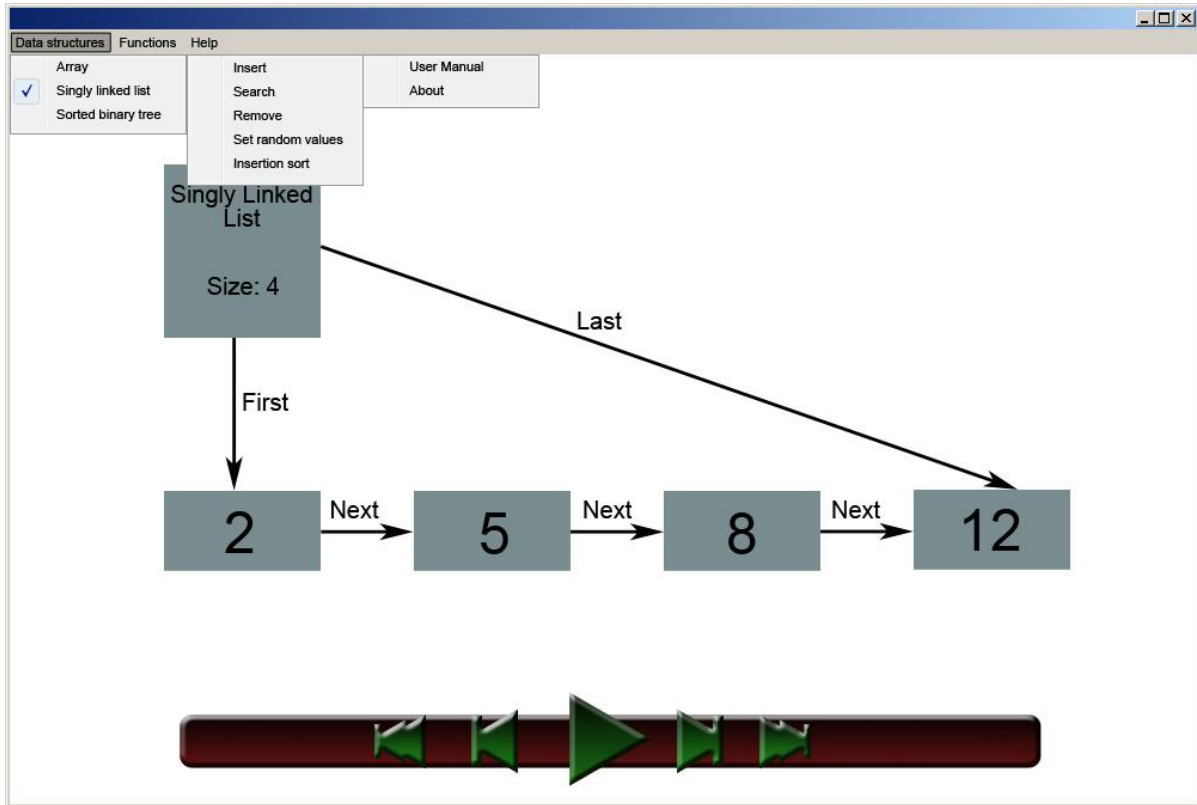 Data structures Functions Help
Array
Singly linked list
Sorted binary tree
Insert
Search
Remove
Set random values
Insertion sort
User Manual
About
Singly Linked
List
Size: 4
Last
First
2 Next 5 Next 8 Next 12